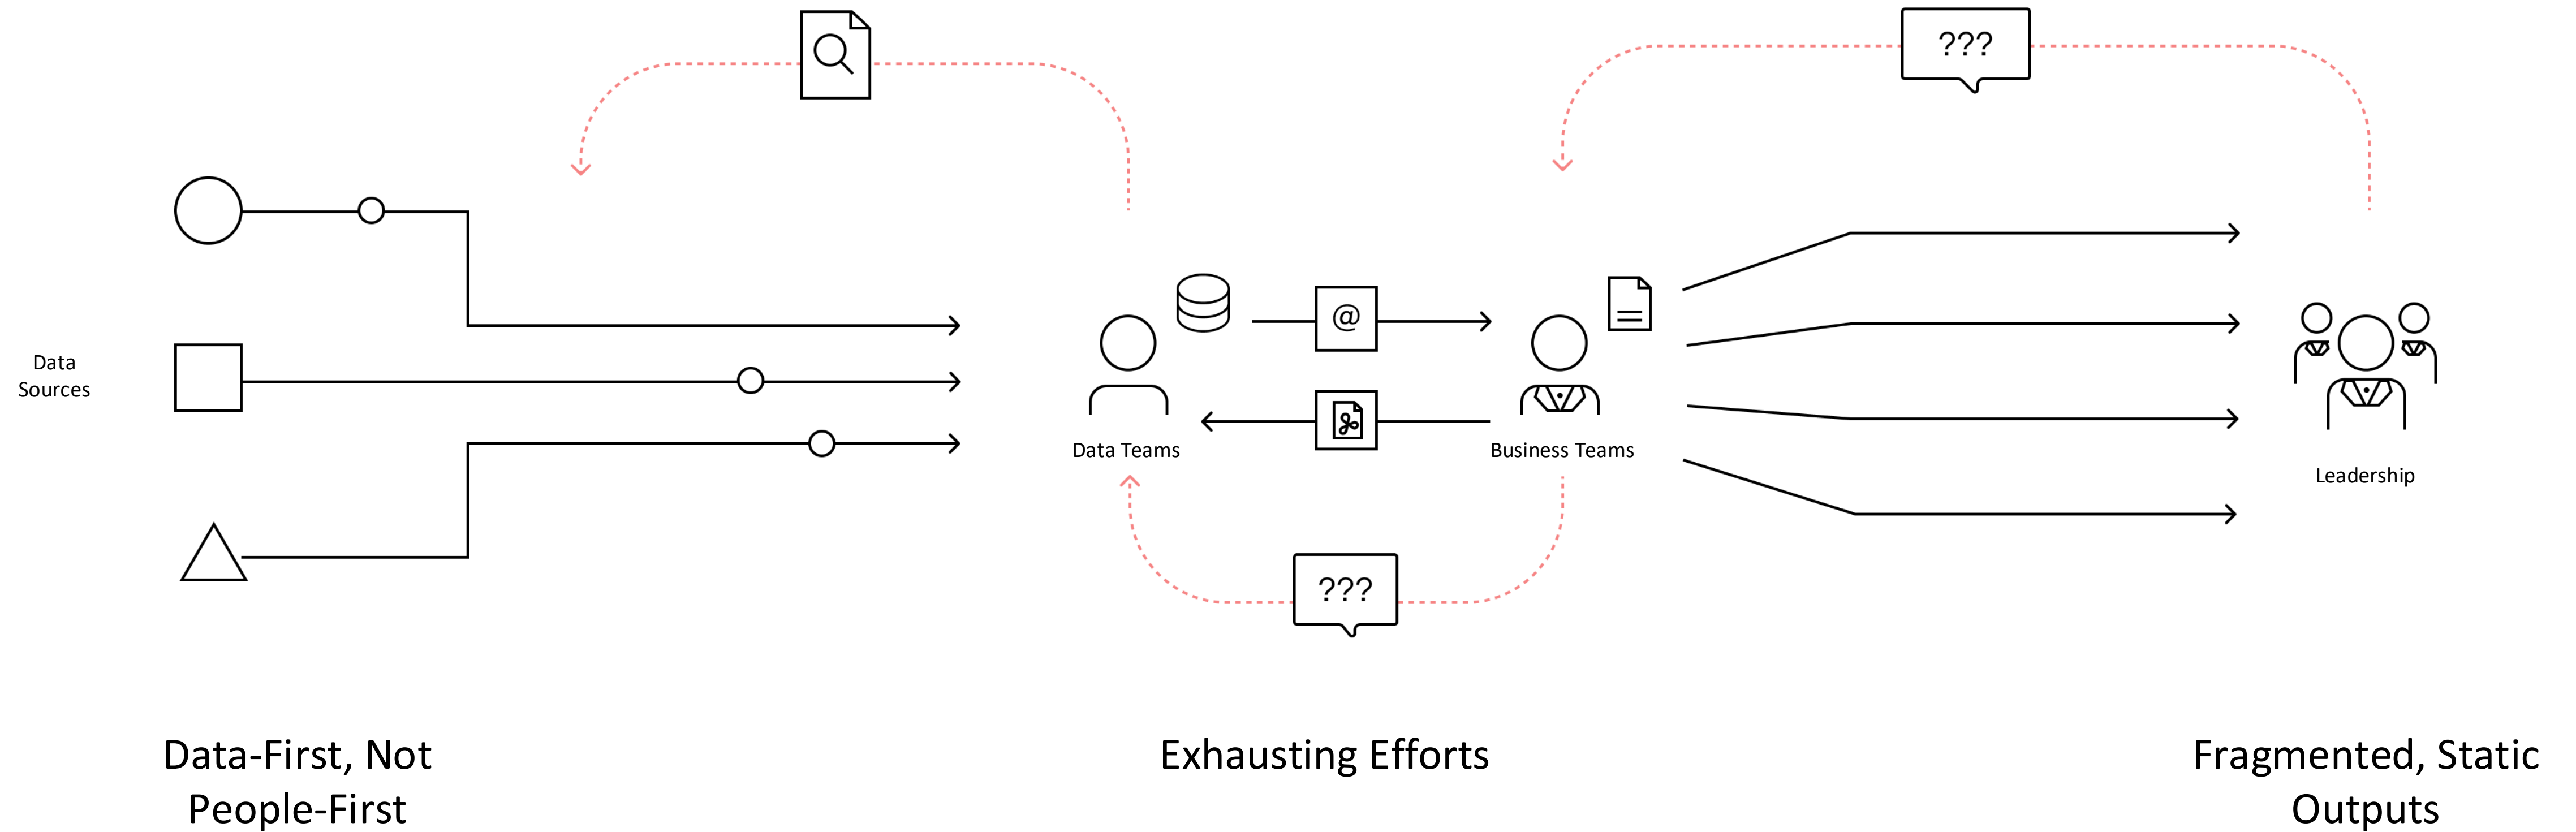 ???
???
@
Data
Sources
Data Teams
Business Teams
Leadership
???
Data-First, Not
People-First
Exhausting Efforts
Fragmented, Static
Outputs